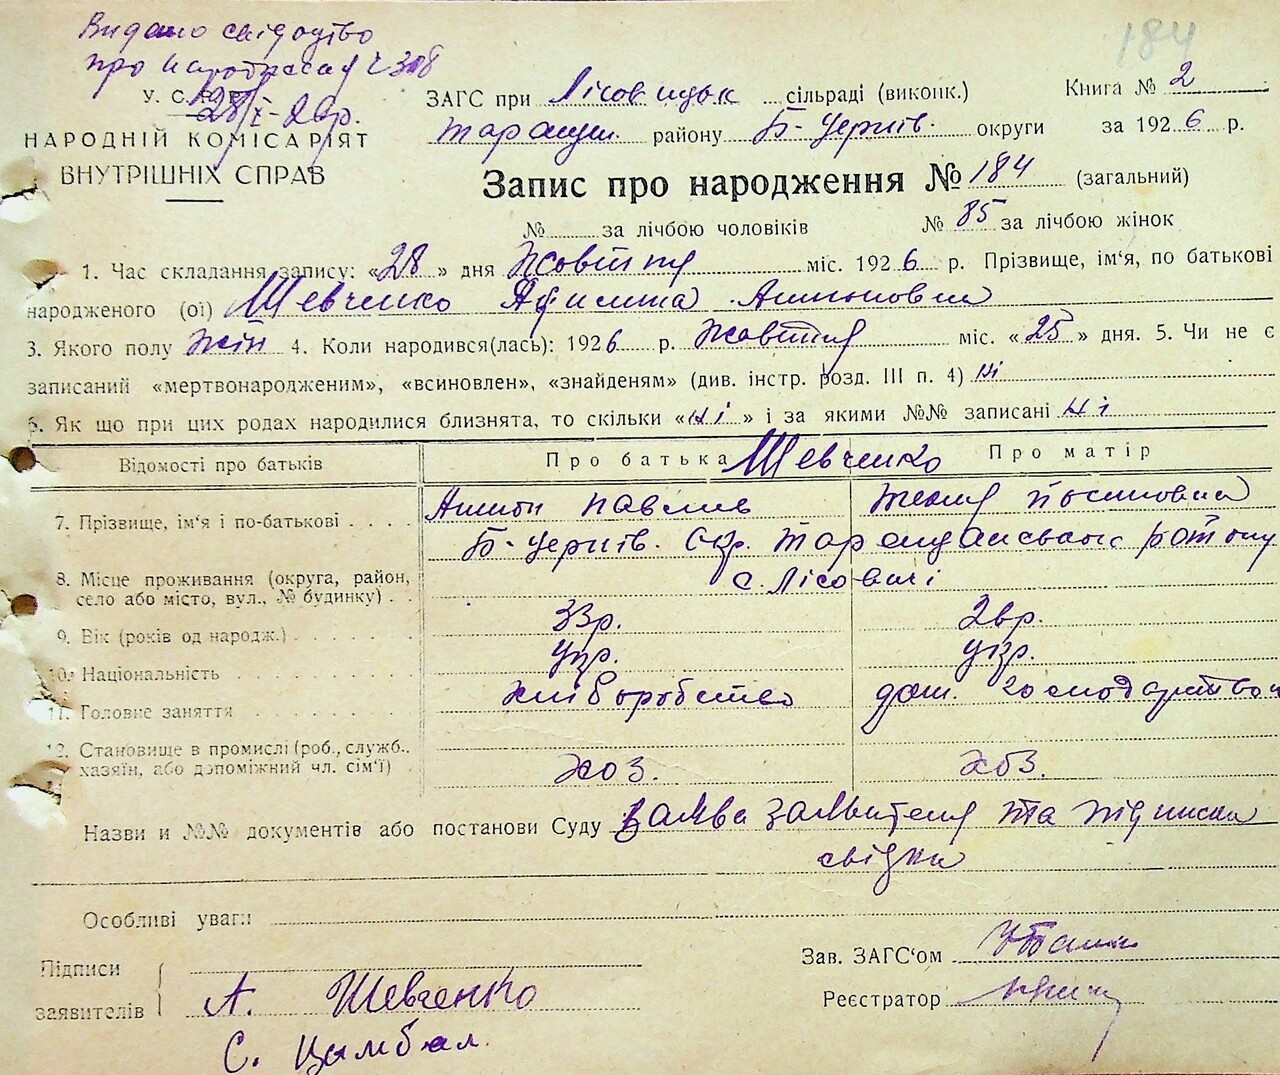 Видано свідоцтво
про народження ч 308
28/X-26р.
184
У. С. Р. Р.
НАРОДНІЙ КОМІСАРІЯТ
ВНУТРІШНІХ СПРАВ
ЗАГС при Лісовицьк сільраді (виконк.) Книга № 2
Таращ. району Б-Церків. округи за 1926 р.
Запис про народження № 184 (загальний)
№ за лічбою чоловіків № 85 за лічбою жінок
1. Час складання запису: «28» дня Жовтня міс. 1926 р. Прізвище, ім'я, по батькові
народженого (ої) Шевченко Антоновна
3. Якого полу жін 4. Коли народився(лась): 1926 р. Жовтня міс. «25» дня. 5. Чи не є
записаний «мертвонародженим», «всиновлен», «знайденям» (див. інстр. розд. III п. 4) ні
6. Як що при цих родах народилися близнята, то скільки «ні» і за якими №№ записані ні
Відомості про батьків Про батька Шевченко Про матір
7. Прізвище, ім'я і по-батькові Антон Павлів
Б-Церків. Окр. Таращанськ
8. Місце проживання (округа, район, с. Лісовичі
село або місто, вул., № будинку)
9. Вік (років од народж.) 33р. 26р.
10. Національність укр. укр.
11. Головне заняття хліборобство дом. господарство
12. Становище в промислі (роб., служб.,
хазяїн, або допоміжний чл. сім'ї) хоз. хоз.
Назви и №№ документів або постанови Суду Заява заявителя та підписка
свідка
Особливі уваги
Зав. ЗАГС'ом
Підписи
заявителів А. Шевченко Реєстратор
С. Цимбал.